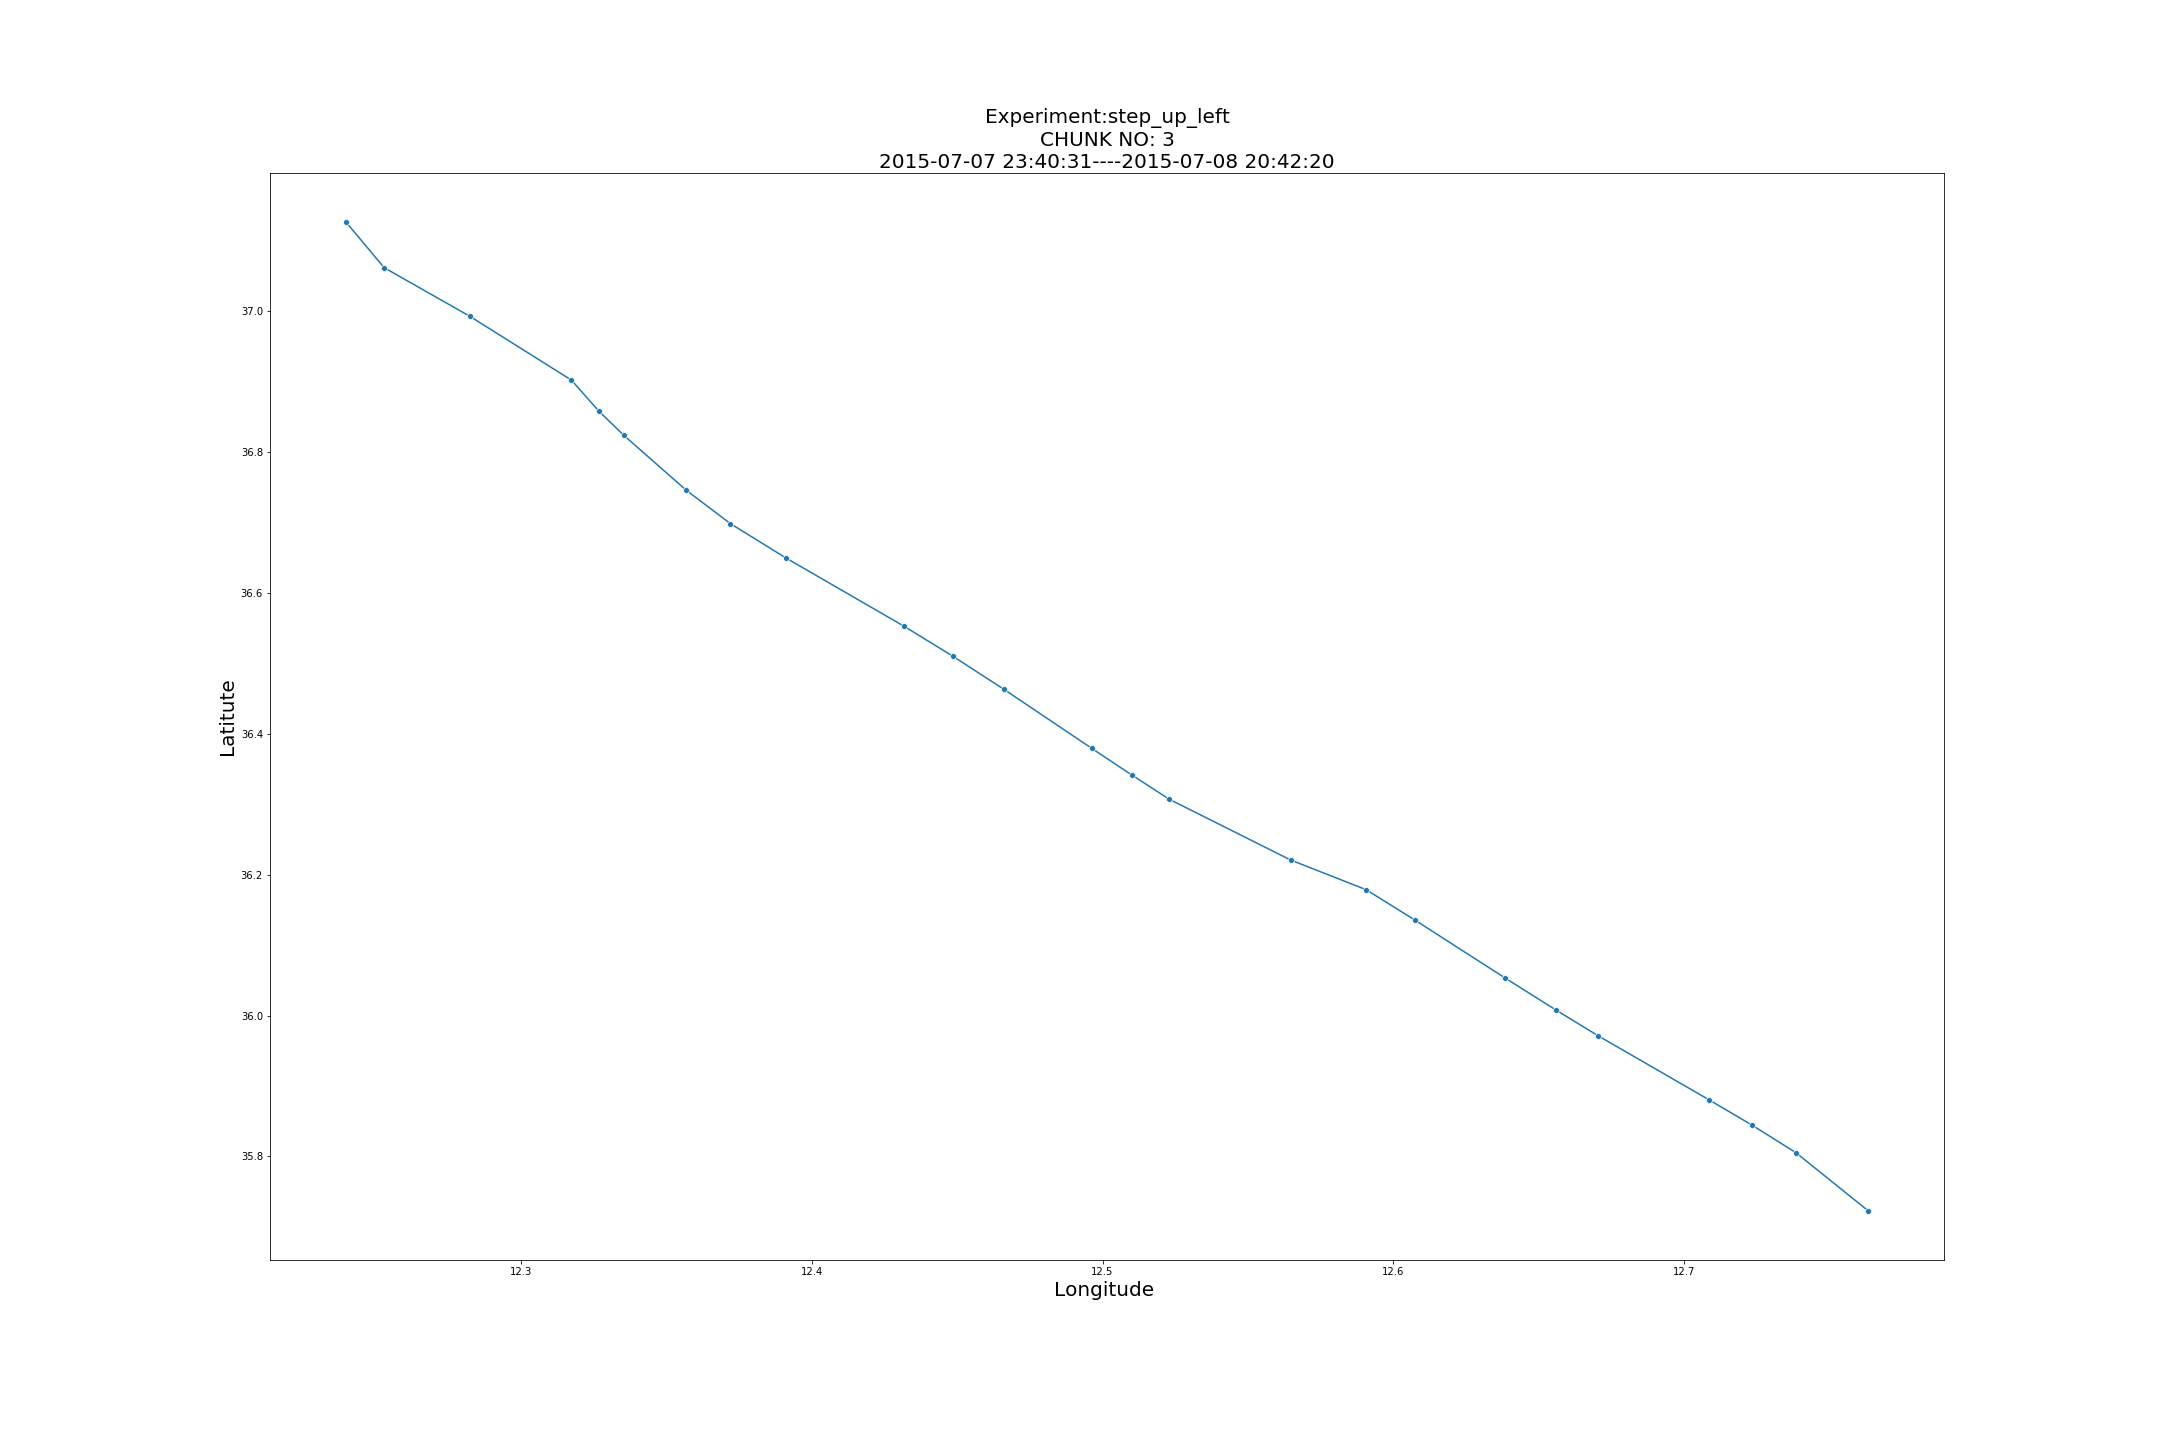 Experiment:step_up_left
CHUNK NO: 3
2015-07-07 23:40:31----2015-07-08 20:42:20
Latitute
37.0
36.8
36.6
36.4
36.2
36.0
35.8
12.3
12.4
12.5
12.6
12.7
Longitude